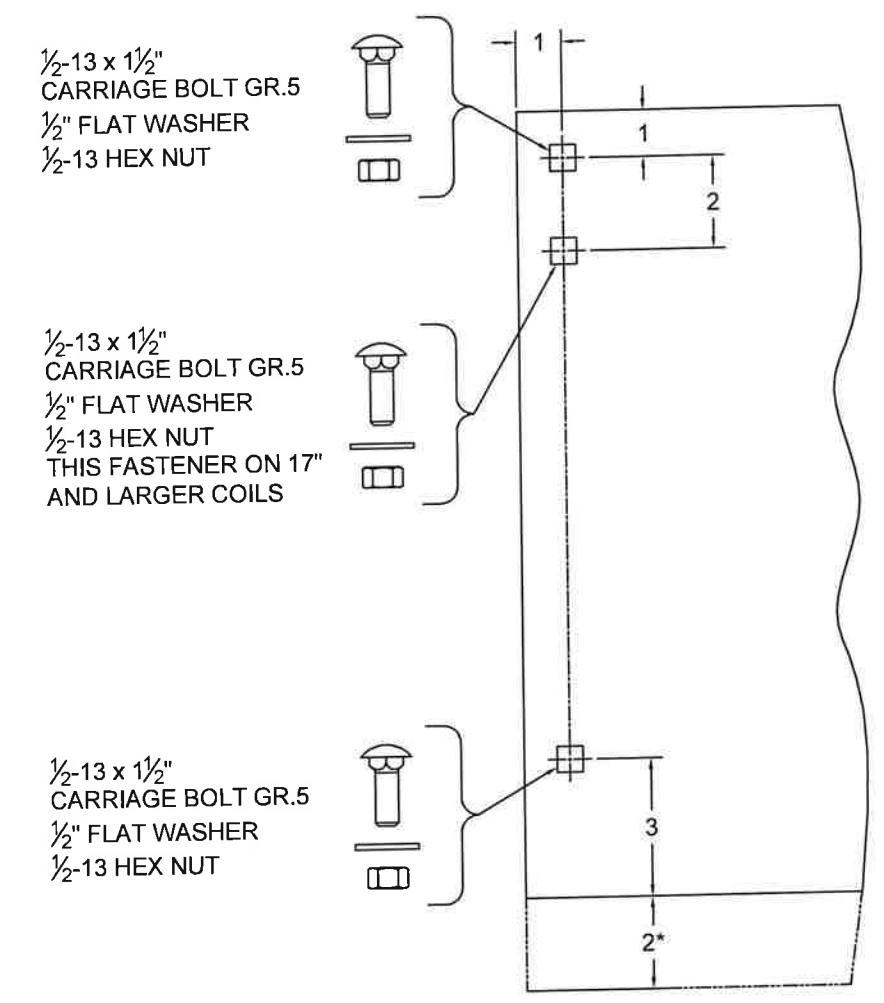 ½-13 x 1½"
CARRIAGE BOLT GR.5
½" FLAT WASHER
½-13 HEX NUT
1
1
2
½-13 x 1½"
CARRIAGE BOLT GR.5
½" FLAT WASHER
½-13 HEX NUT
THIS FASTENER ON 17"
AND LARGER COILS
½-13 x 1½"
CARRIAGE BOLT GR.5
½" FLAT WASHER
½-13 HEX NUT
3
2*